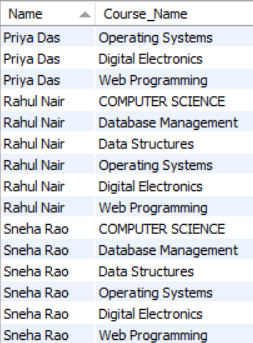 Name Course_Name
Priya Das Operating Systems
Priya Das Digital Electronics
Priya Das Web Programming
Rahul Nair COMPUTER SCIENCE
Rahul Nair Database Management
Rahul Nair Data Structures
Rahul Nair Operating Systems
Rahul Nair Digital Electronics
Rahul Nair Web Programming
Sneha Rao COMPUTER SCIENCE
Sneha Rao Database Management
Sneha Rao Data Structures
Sneha Rao Operating Systems
Sneha Rao Digital Electronics
Sneha Rao Web Programming